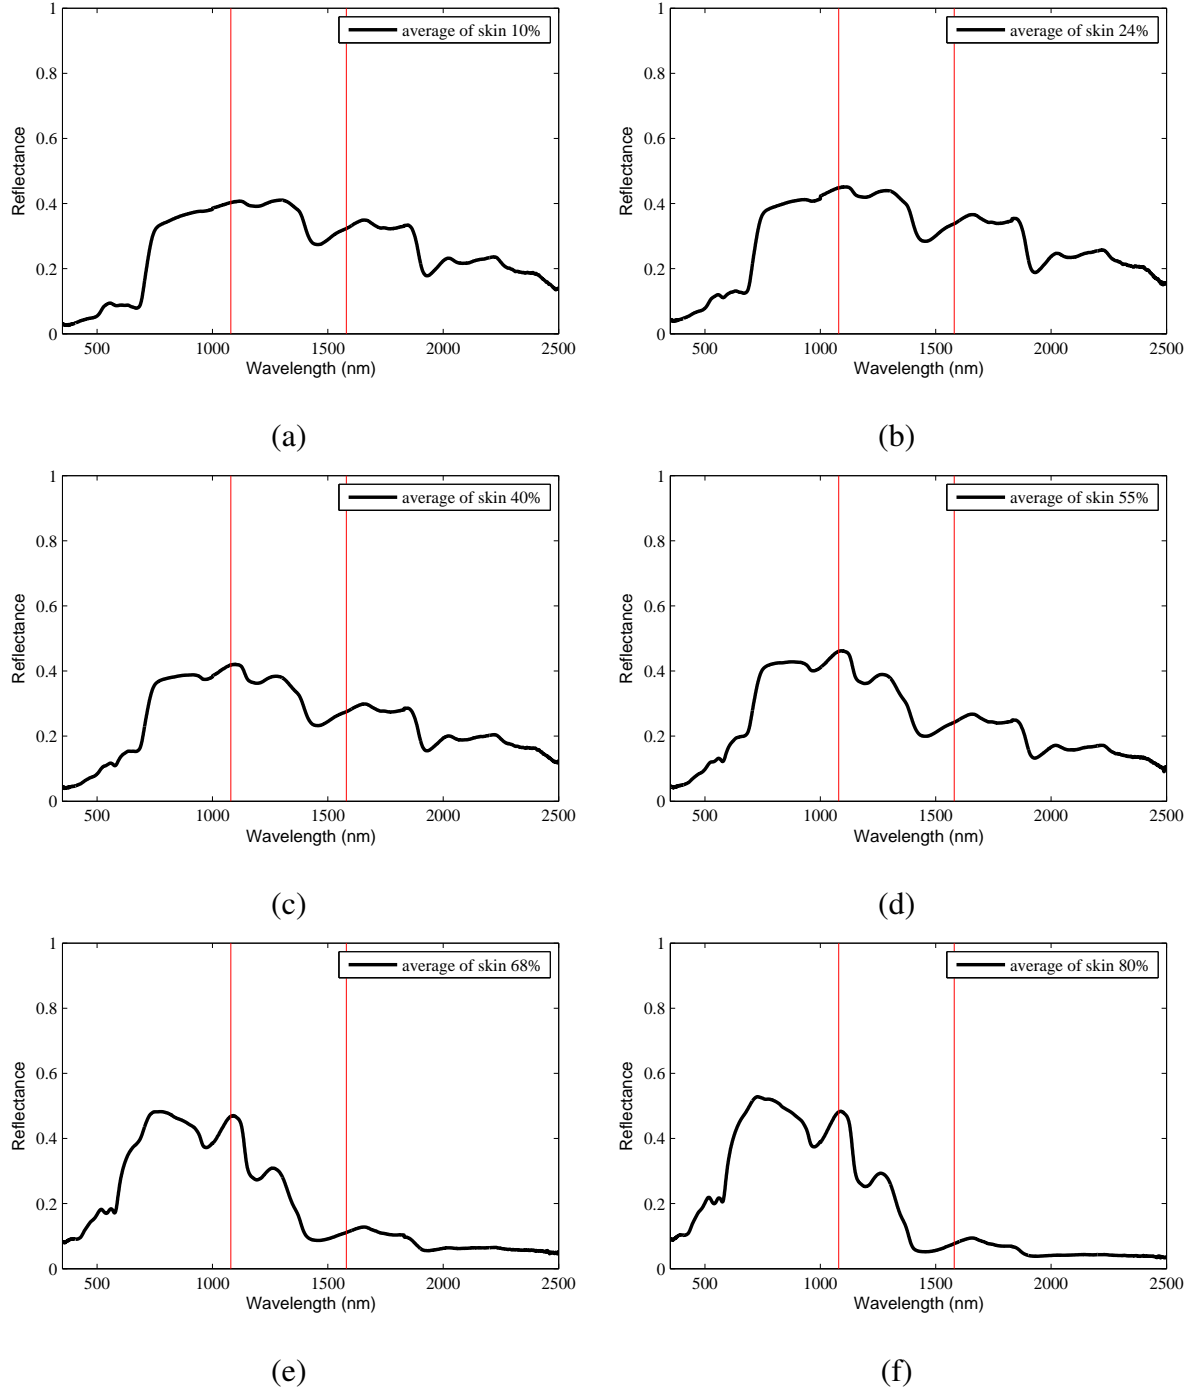 1
0.8
0.6
0.4
0.2
0
Reflectance
average of skin 10%
500 1000 1500 2000 2500
Wavelength (nm)
(a)
1
0.8
0.6
0.4
0.2
0
Reflectance
average of skin 24%
500 1000 1500 2000 2500
Wavelength (nm)
(b)
1
0.8
0.6
0.4
0.2
0
Reflectance
average of skin 40%
500 1000 1500 2000 2500
Wavelength (nm)
(c)
1
0.8
0.6
0.4
0.2
0
Reflectance
average of skin 55%
500 1000 1500 2000 2500
Wavelength (nm)
(d)
1
0.8
0.6
0.4
0.2
0
Reflectance
average of skin 68%
500 1000 1500 2000 2500
Wavelength (nm)
(e)
1
0.8
0.6
0.4
0.2
0
Reflectance
average of skin 80%
500 1000 1500 2000 2500
Wavelength (nm)
(f)